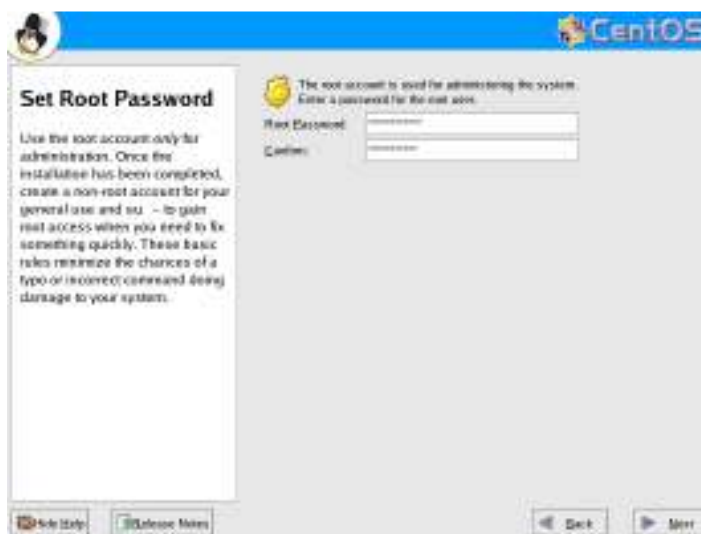 CentOS
Set Root Password
Use the root account only for
administration. Once the
installation has been completed,
create a non-root account for your
general use and su - to gain
root access when you need to fix
something quickly. These basic
rules minimize the chances of a
typo or incorrect command doing
damage to your system.
The root account is used for administering the system.
Enter a password for the root user.
Root Password:
Confirm:
Hide Help
Release Notes
Back
Next